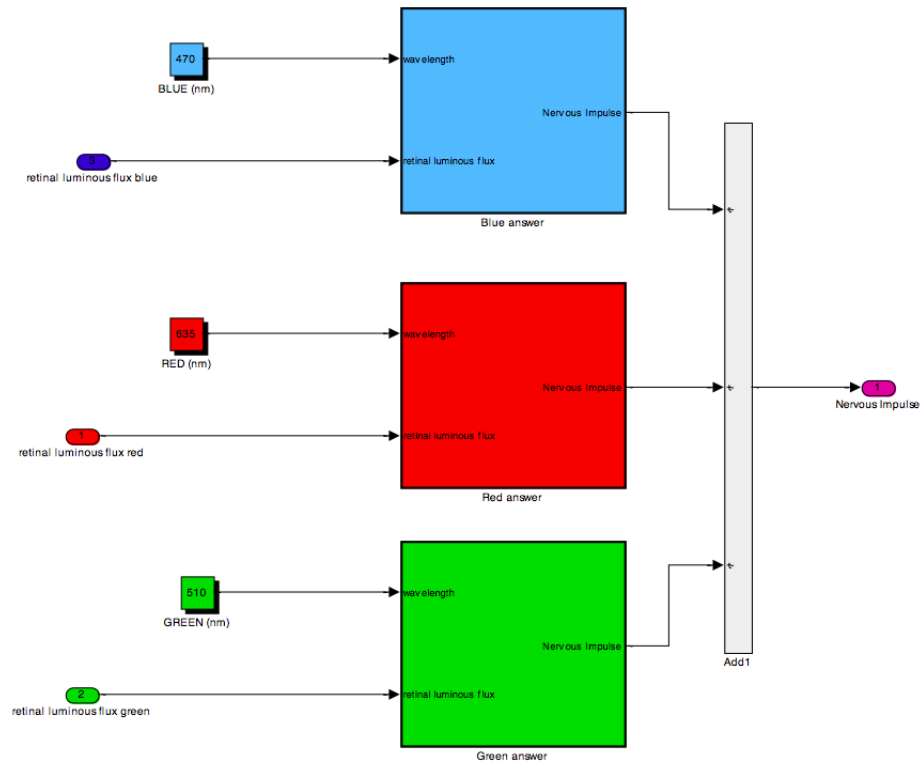 470
wavelength
BLUE (nm)
Nervous Impulse
3
retinal luminous flux
retinal luminous flux blue
Blue answer
+
635
wavelength
RED (nm)
Nervous Impulse
+
1
Nervous Impulse
1
retinal luminous flux
retinal luminous flux red
Red answer
+
510
wavelength
GREEN (nm)
Nervous Impulse
Add1
2
retinal luminous flux
retinal luminous flux green
Green answer